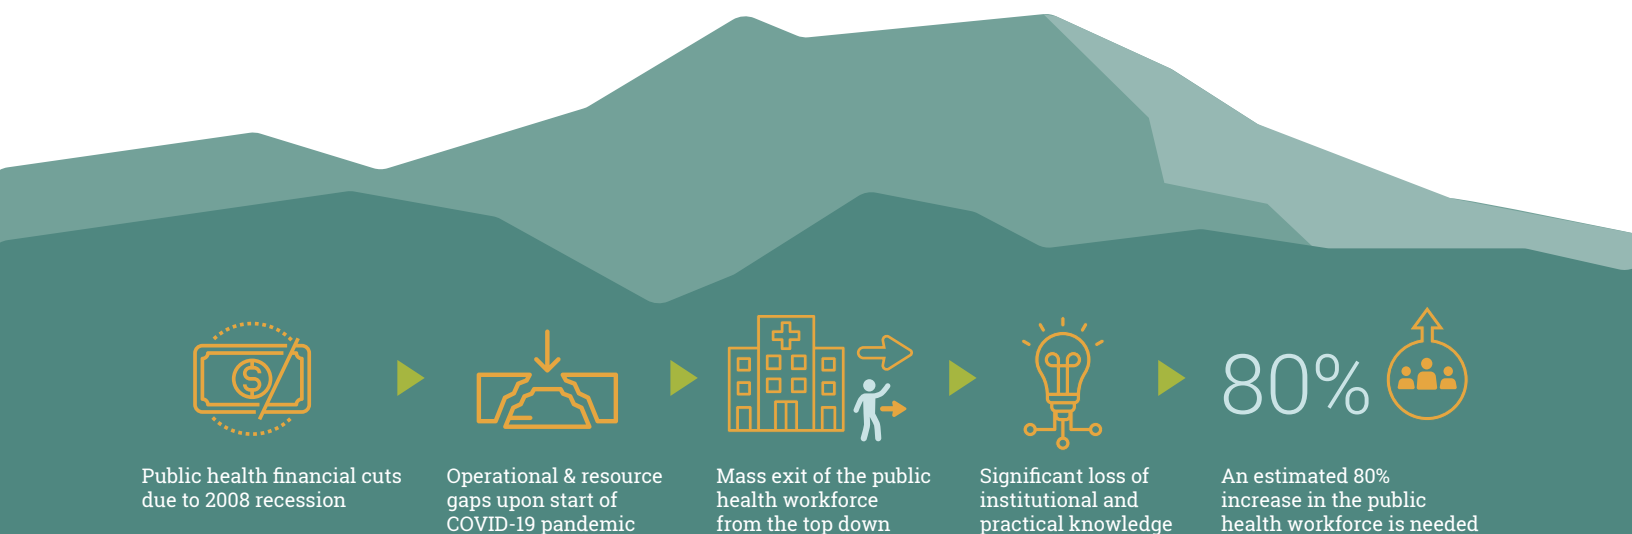 80%
Public health financial cuts
due to 2008 recession
Operational & resource
gaps upon start of
COVID-19 pandemic
Mass exit of the public
health workforce
from the top down
Significant loss of
institutional and
practical knowledge
An estimated 80%
increase in the public
health workforce is needed